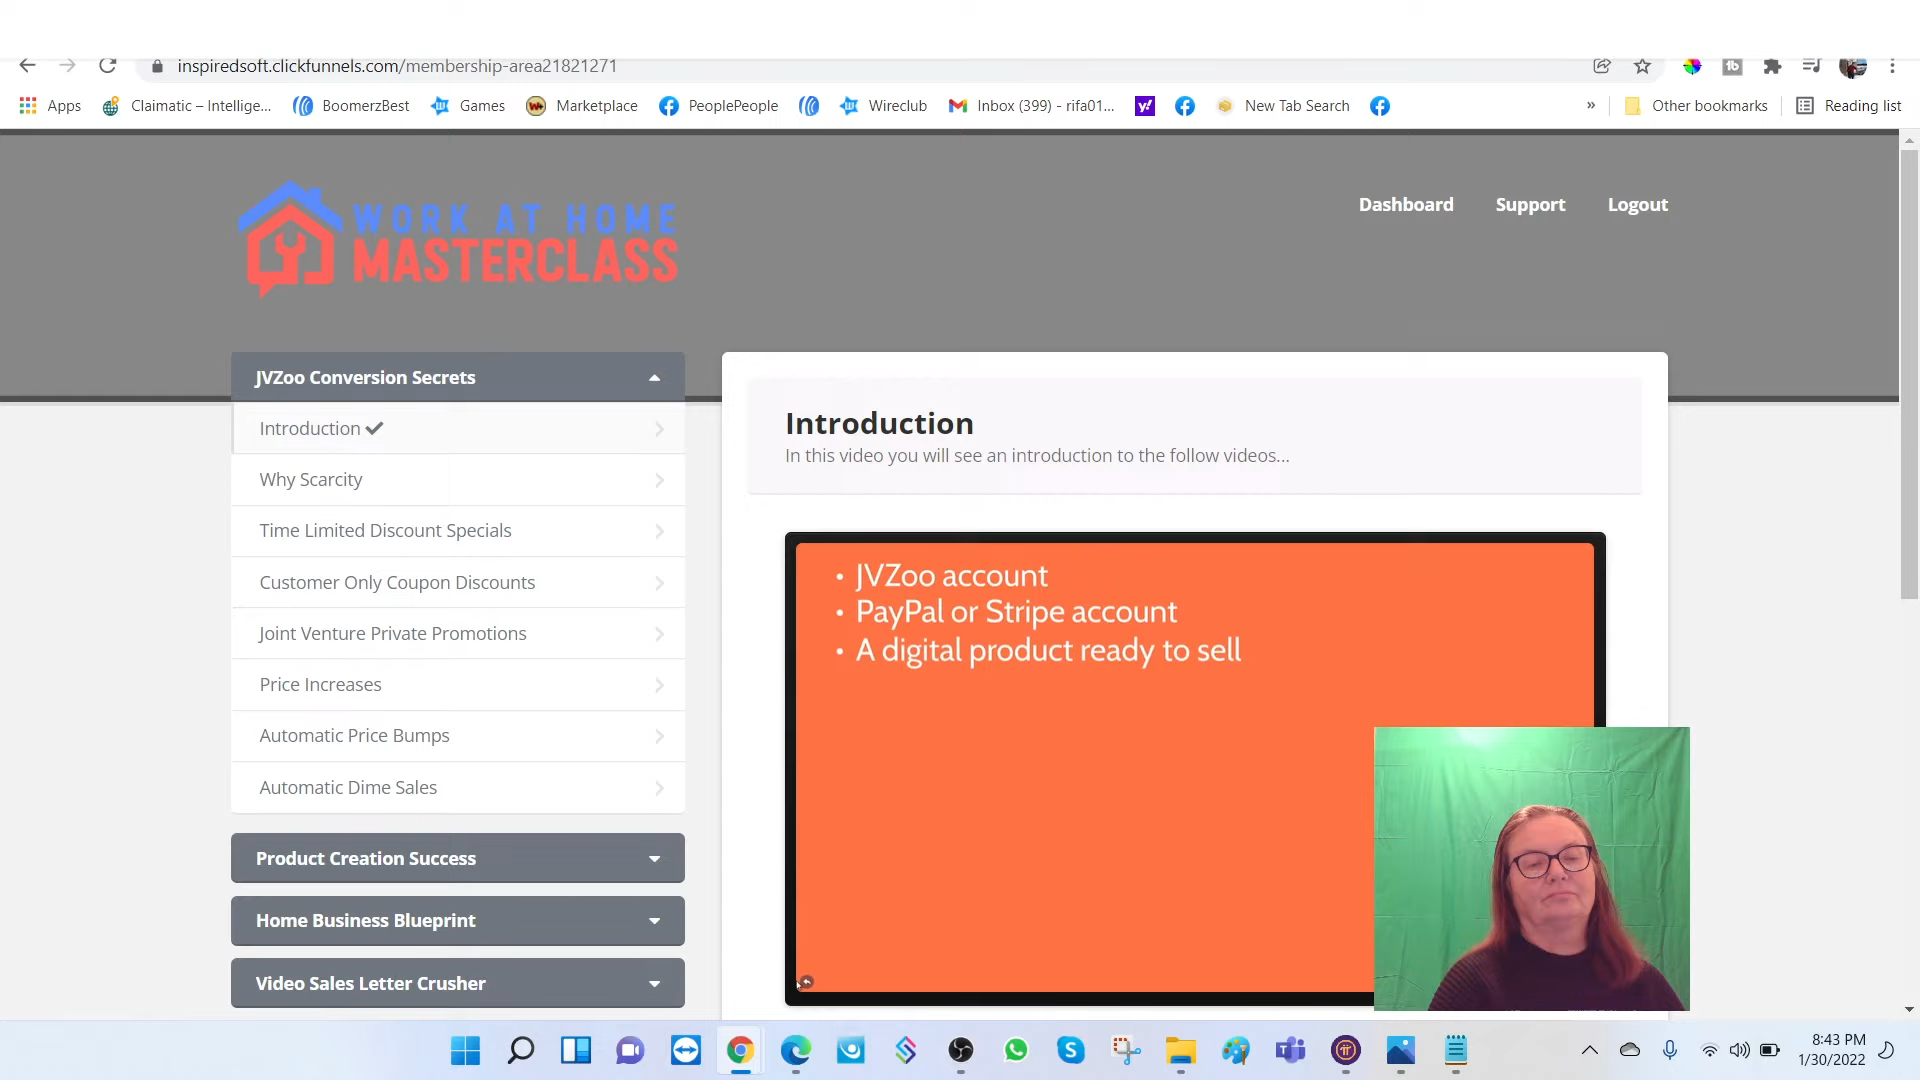 inspiredsoft.clickfunnels.com/membership-area21821271
Apps
Claimatic – Intellige...
BoomerzBest
Games
Marketplace
PeoplePeople
Wireclub
Inbox (399) - rifa01...
New Tab Search
»
Other bookmarks
Reading list
WORK AT HOME
MASTERCLASS
Dashboard
Support
Logout
JVZoo Conversion Secrets
Introduction
Why Scarcity
Time Limited Discount Specials
Customer Only Coupon Discounts
Joint Venture Private Promotions
Price Increases
Automatic Price Bumps
Automatic Dime Sales
Product Creation Success
Home Business Blueprint
Video Sales Letter Crusher
Introduction
In this video you will see an introduction to the follow videos...
• JVZoo account
• PayPal or Stripe account
• A digital product ready to sell
8:43 PM
1/30/2022